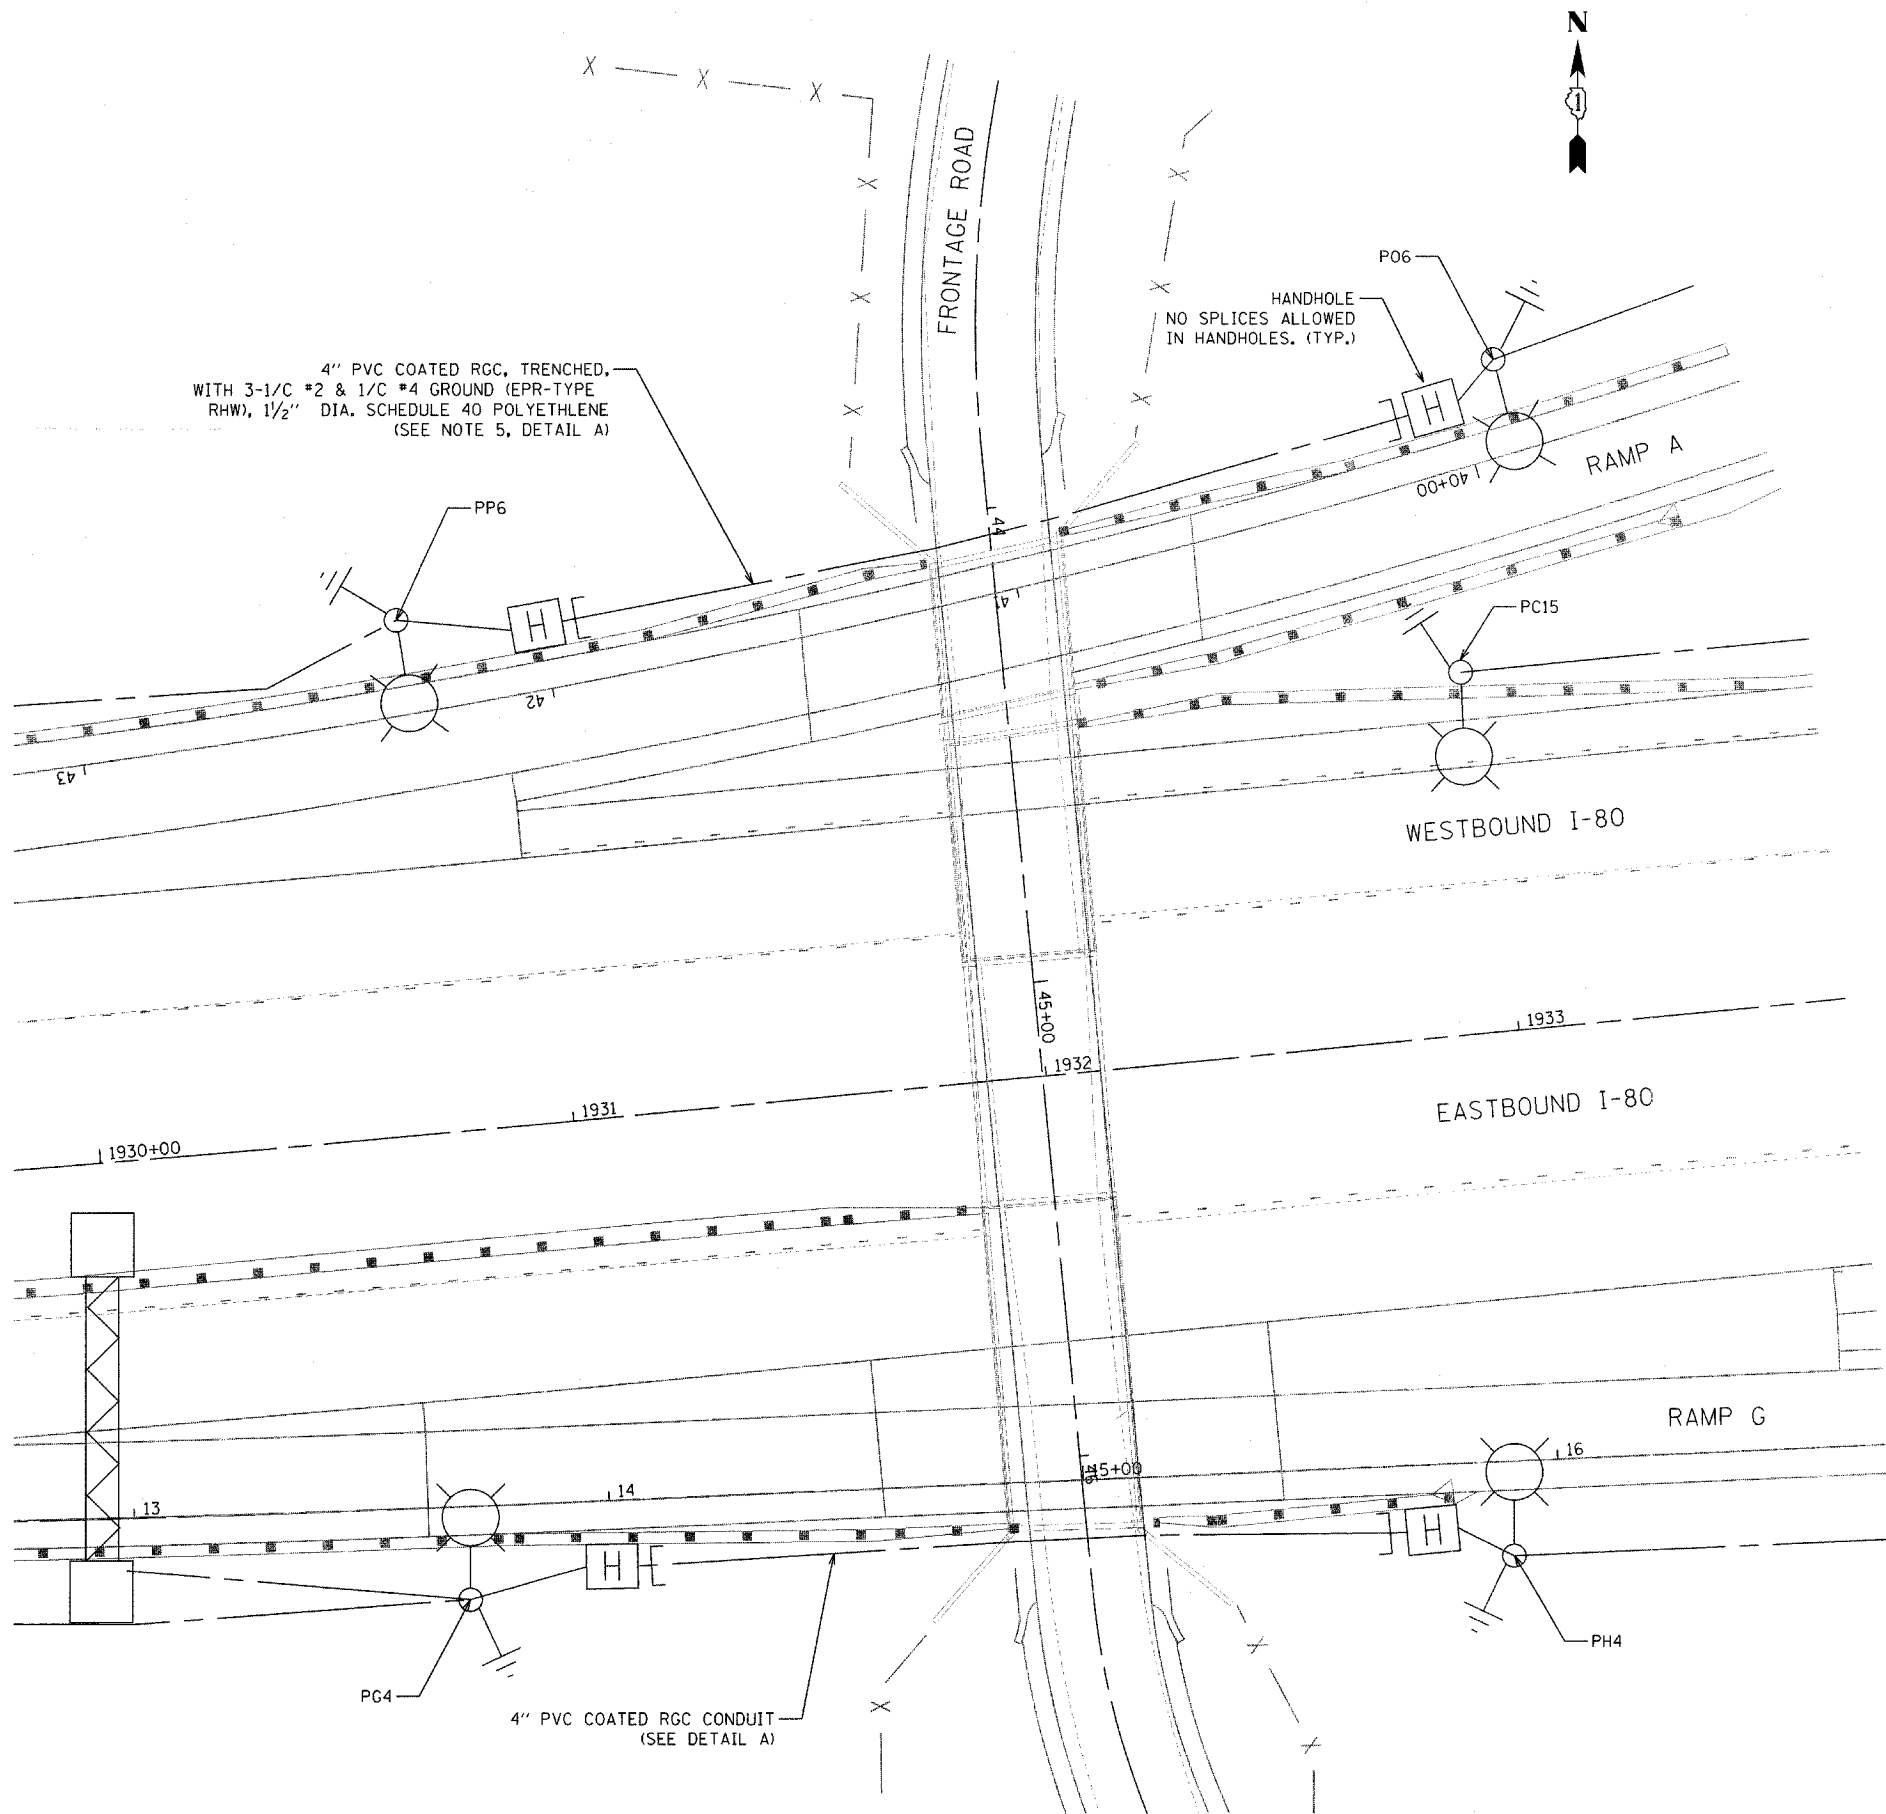 N
1
FRONTAGE ROAD
PO6
HANDHOLE
NO SPLICES ALLOWED
IN HANDHOLES. (TYP.)
4'' PVC COATED RGC, TRENCHED,
WITH 3-1/C #2 & 1/C #4 GROUND (EPR-TYPE
RHW), 1½'' DIA. SCHEDULE 40 POLYETHLENE
(SEE NOTE 5, DETAIL A)
H
RAMP A
40+00
PP6
44
H
41
PC15
42
43
WESTBOUND I-80
45+00
1933
1932
1931
1930+00
EASTBOUND I-80
RAMP G
16
46
15+00
14
13
H
H
PG4
PH4
4'' PVC COATED RGC CONDUIT
(SEE DETAIL A)
X
X
X
X
X
X
X
X
X
X
X
X
X
X